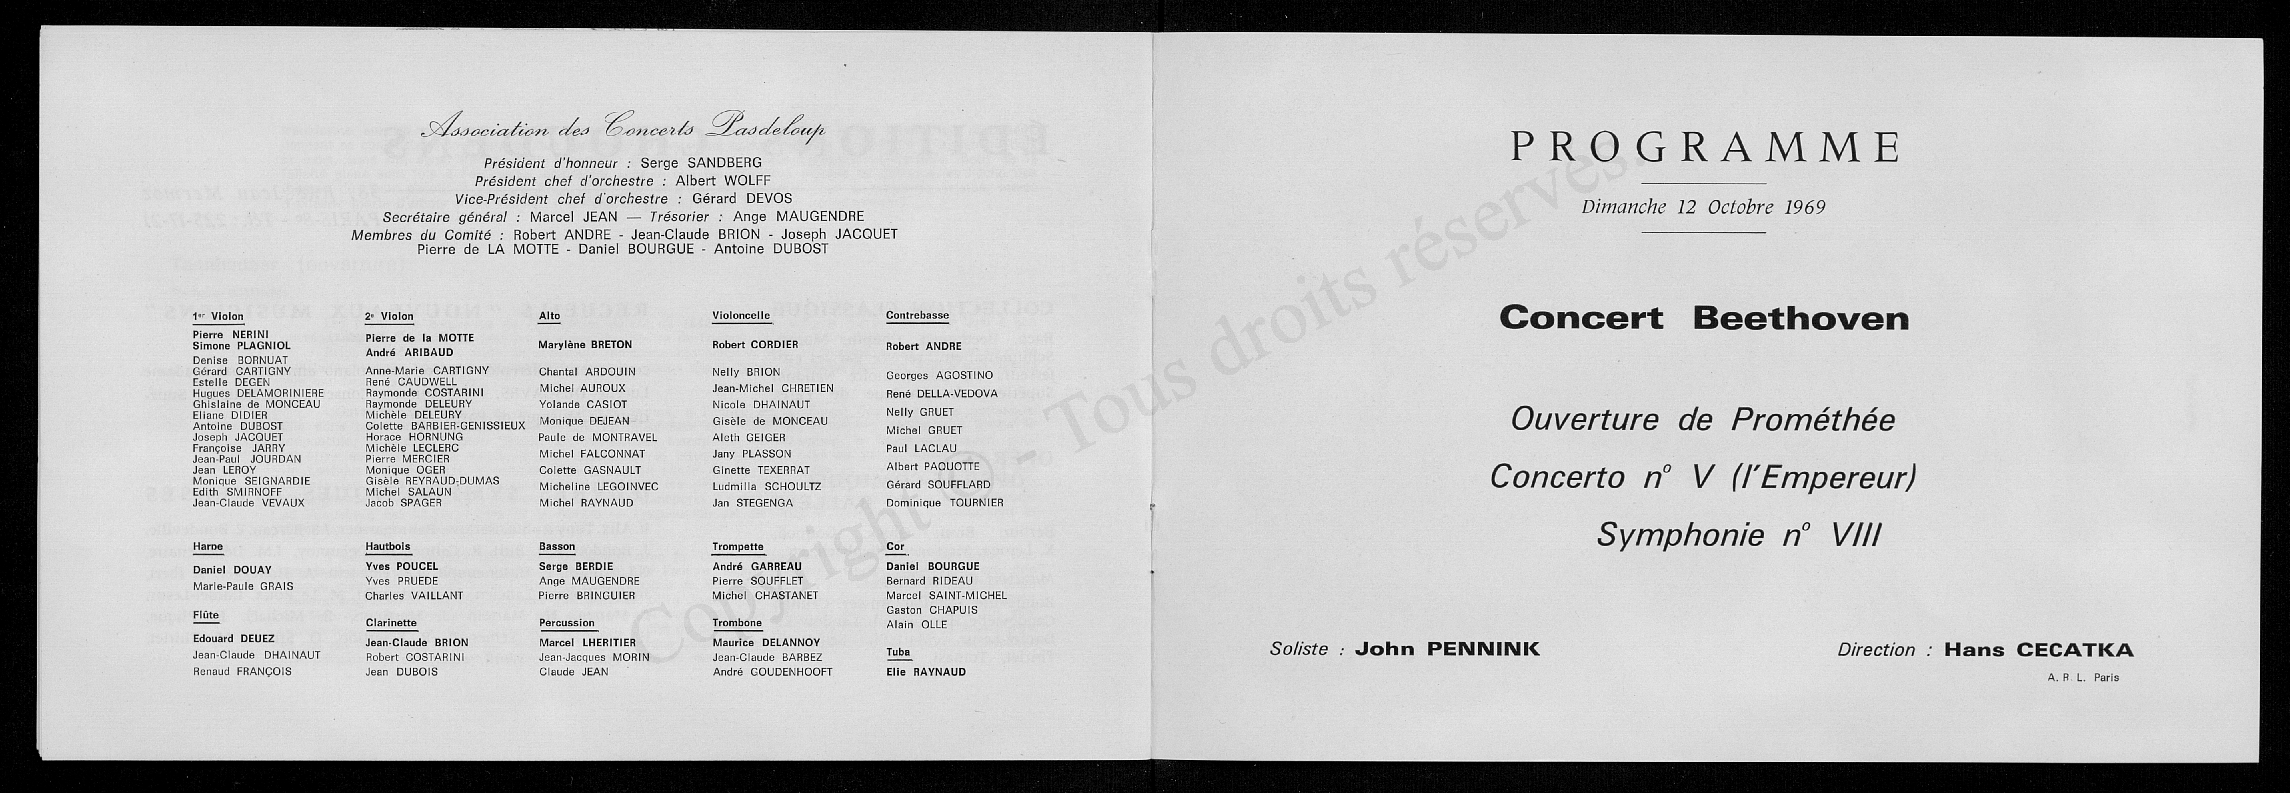 Association des Concerts Pasdeloup
Président d'honneur : Serge SANDBERG
Président chef d'orchestre : Albert WOLFF
Vice-Président chef d'orchestre : Gérard DEVOS
Secrétaire général : Marcel JEAN — Trésorier : Ange MAUGENDRE
Membres du Comité : Robert ANDRE - Jean-Claude BRION - Joseph JACQUET
Pierre de LA MOTTE - Daniel BOURGUE - Antoine DUBOST
1er Violon
Pierre NERINI
Simone PLAGNIOL
Denise BORNUAT
Gérard CARTIGNY
Estelle DEGEN
Hugues DELAMORINIERE
Ghislaine de MONCEAU
Eliane DIDIER
Antoine DUBOST
Joseph JACQUET
Françoise JARRY
Jean-Paul JOURDAN
Jean LEROY
Monique SEIGNARDIE
Edith SMIRNOFF
Jean-Claude VEVAUX
2e Violon
Pierre de la MOTTE
André ARIBAUD
Anne-Marie CARTIGNY
René CAUDWELL
Raymonde COSTARINI
Raymonde DELEURY
Michèle DELEURY
Colette BARBIER-GENISSIEUX
Horace HORNUNG
Michèle LECLERC
Pierre MERCIER
Monique OGER
Gisèle REYRAUD-DUMAS
Michel SALAUN
Jacob SPAGER
Alto
Marylène BRETON
Chantal ARDOUIN
Michel AUROUX
Yolande CASIOT
Monique DEJEAN
Paule de MONTRAVEL
Michel FALCONNAT
Colette GASNAULT
Micheline LEGOINVEC
Michel RAYNAUD
Violoncelle
Robert CORDIER
Nelly BRION
Jean-Michel CHRETIEN
Nicole DHAINAUT
Gisèle de MONCEAU
Aleth GEIGER
Jany PLASSON
Ginette TEXERRAT
Ludmilla SCHOULTZ
Jan STEGENGA
Contrebasse
Robert ANDRE
Georges AGOSTINO
René DELLA-VEDOVA
Nelly GRUET
Michel GRUET
Paul LACLAU
Albert PAQUOTTE
Gérard SOUFFLARD
Dominique TOURNIER
Harpe
Daniel DOUAY
Marie-Paule GRAIS
Flûte
Edouard DEUEZ
Jean-Claude DHAINAUT
Renaud FRANÇOIS
Hautbois
Yves POUCEL
Yves PRUEDE
Charles VAILLANT
Clarinette
Jean-Claude BRION
Robert COSTARINI
Jean DUBOIS
Basson
Serge BERDIE
Ange MAUGENDRE
Pierre BRINGUIER
Percussion
Marcel LHERITIER
Jean-Jacques MORIN
Claude JEAN
Trompette
André GARREAU
Pierre SOUFFLET
Michel CHASTANET
Trombone
Maurice DELANNOY
Jean-Claude BARBEZ
André GOUDENHOOFT
Cor
Daniel BOURGUE
Bernard RIDEAU
Marcel SAINT-MICHEL
Gaston CHAPUIS
Alain OLLE
Tuba
Elie RAYNAUD
PROGRAMME
Dimanche 12 Octobre 1969
Concert Beethoven
Ouverture de Prométhée
Concerto n° V (l'Empereur)
Symphonie n° VIII
Soliste : John PENNINK
Direction : Hans CECATKA
A. R. L. Paris
Copyright © - Tous droits réservés.